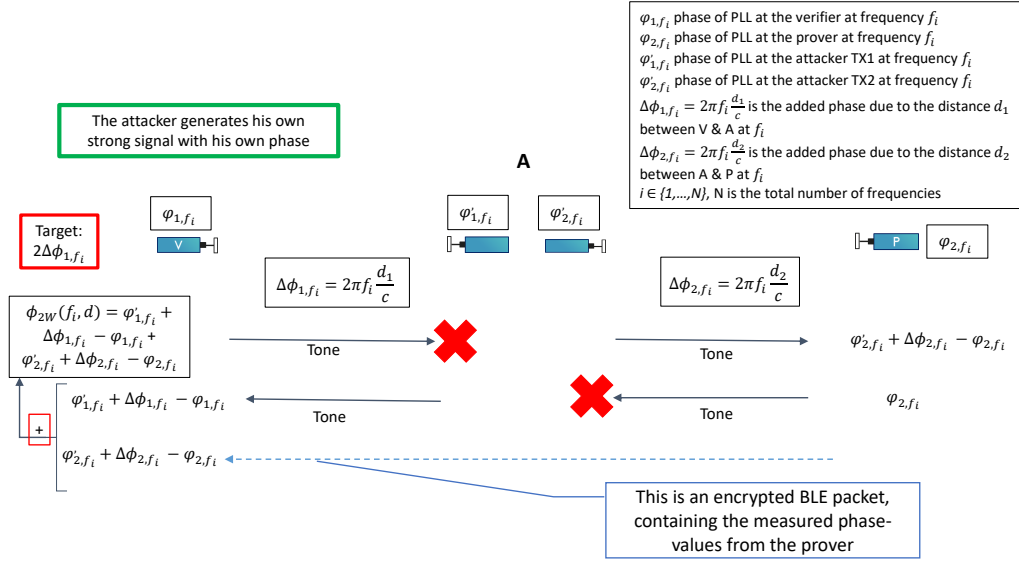 φ₁,fᵢ phase of PLL at the verifier at frequency fᵢ
φ₂,fᵢ phase of PLL at the prover at frequency fᵢ
φ′₁,fᵢ phase of PLL at the attacker TX1 at frequency fᵢ
φ′₂,fᵢ phase of PLL at the attacker TX2 at frequency fᵢ
Δϕ₁,fᵢ = 2πfᵢ d₁/c is the added phase due to the distance d₁
between V & A at fᵢ
Δϕ₂,fᵢ = 2πfᵢ d₂/c is the added phase due to the distance d₂
between A & P at fᵢ
i ∈ {1,…,N}, N is the total number of frequencies
The attacker generates his own
strong signal with his own phase
A
Target:
2Δϕ₁,fᵢ
φ₁,fᵢ
V
φ′₁,fᵢ
φ′₂,fᵢ
P
φ₂,fᵢ
Δϕ₁,fᵢ = 2πfᵢ d₁/c
Δϕ₂,fᵢ = 2πfᵢ d₂/c
ϕ₂W(fᵢ, d) = φ′₁,fᵢ +
Δϕ₁,fᵢ − φ₁,fᵢ +
φ′₂,fᵢ + Δϕ₂,fᵢ − φ₂,fᵢ
Tone
Tone
φ′₂,fᵢ + Δϕ₂,fᵢ − φ₂,fᵢ
φ′₁,fᵢ + Δϕ₁,fᵢ − φ₁,fᵢ
Tone
Tone
φ₂,fᵢ
+
φ′₂,fᵢ + Δϕ₂,fᵢ − φ₂,fᵢ
This is an encrypted BLE packet,
containing the measured phase-
values from the prover